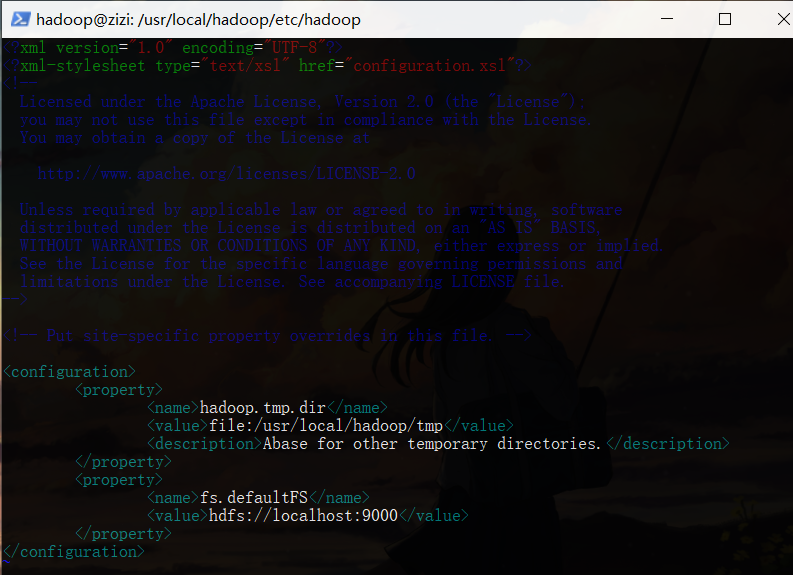 hadoop@zizi: /usr/local/hadoop/etc/hadoop
<?xml version="1.0" encoding="UTF-8"?>
<?xml-stylesheet type="text/xsl" href="configuration.xsl"?>
<!--
  Licensed under the Apache License, Version 2.0 (the "License");
  you may not use this file except in compliance with the License.
  You may obtain a copy of the License at

    http://www.apache.org/licenses/LICENSE-2.0

  Unless required by applicable law or agreed to in writing, software
  distributed under the License is distributed on an "AS IS" BASIS,
  WITHOUT WARRANTIES OR CONDITIONS OF ANY KIND, either express or implied.
  See the License for the specific language governing permissions and
  limitations under the License. See accompanying LICENSE file.
-->

<!-- Put site-specific property overrides in this file. -->

<configuration>
        <property>
                <name>hadoop.tmp.dir</name>
                <value>file:/usr/local/hadoop/tmp</value>
                <description>Abase for other temporary directories.</description>
        </property>
        <property>
                <name>fs.defaultFS</name>
                <value>hdfs://localhost:9000</value>
        </property>
</configuration>
~